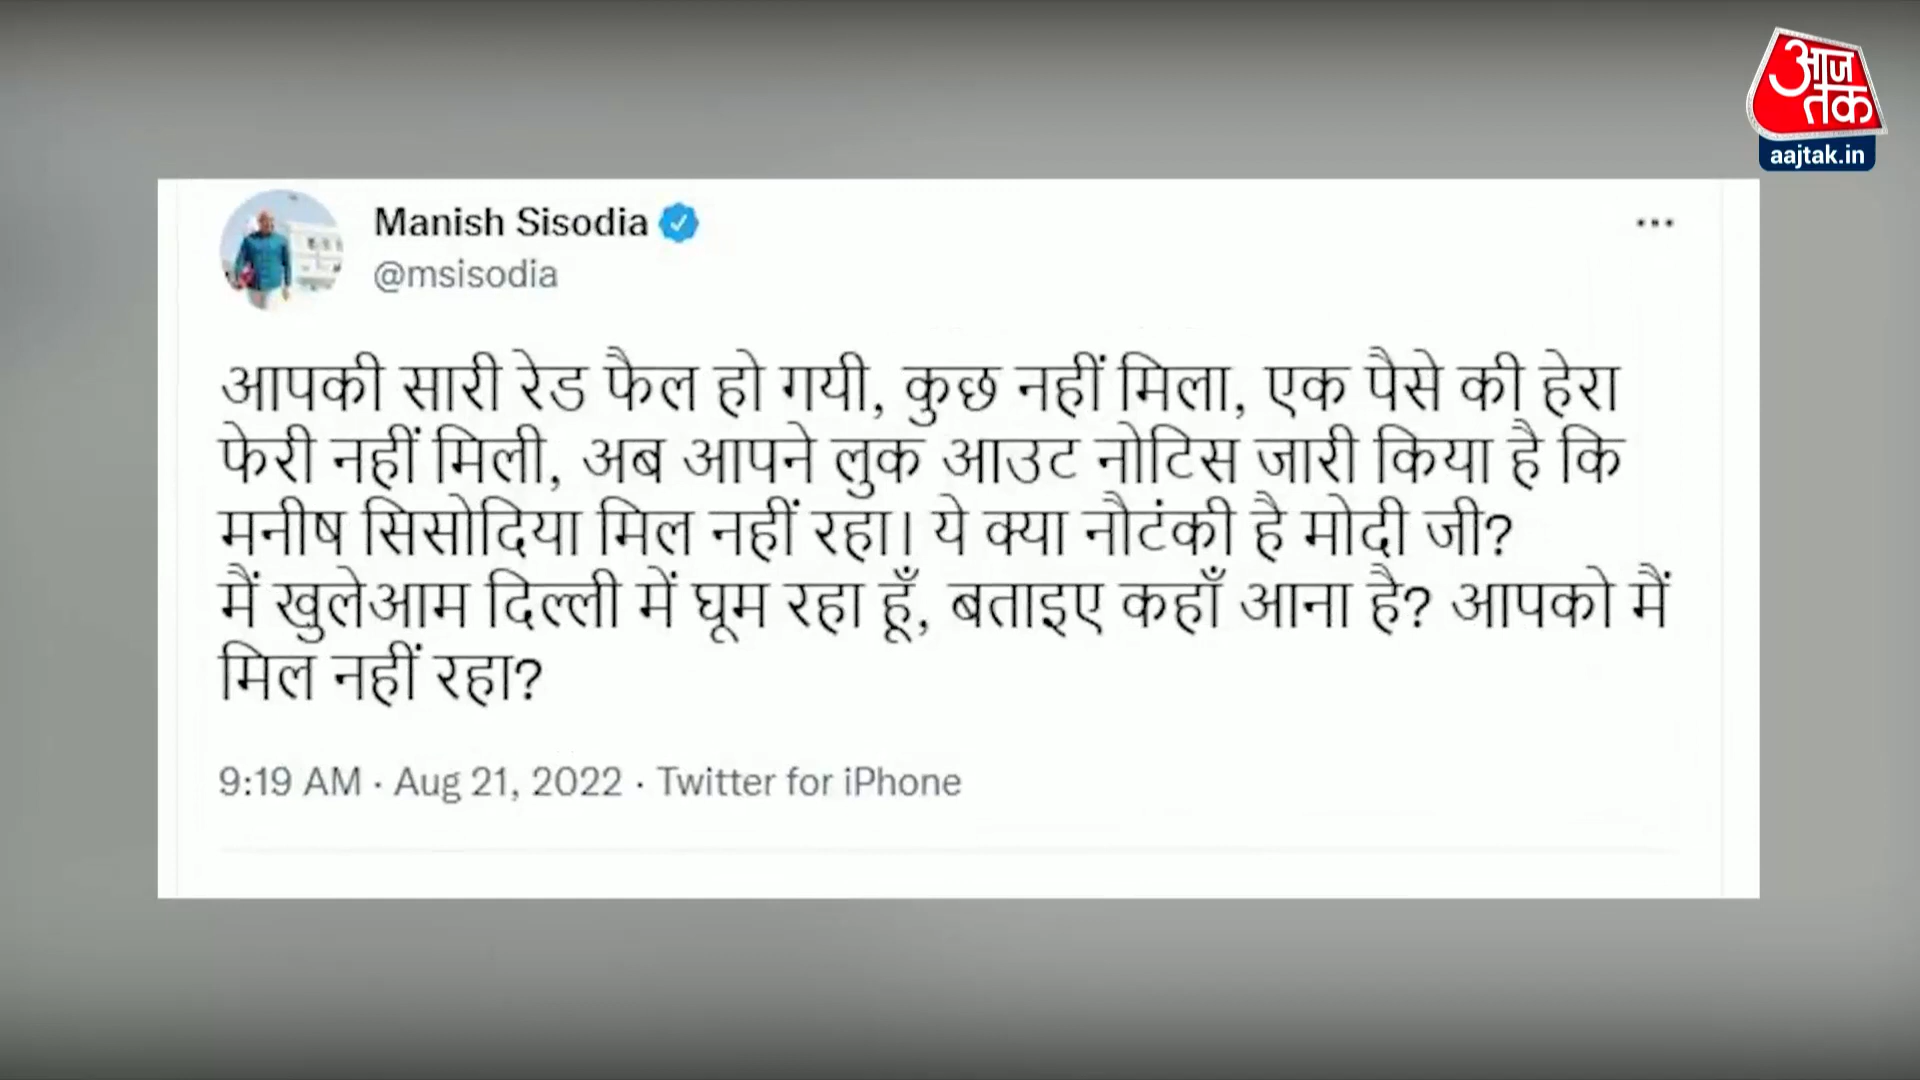 आज
तक
aajtak.in
Manish Sisodia
@msisodia
आपकी सारी रेड फैल हो गयी, कुछ नहीं मिला, एक पैसे की हेरा
फेरी नहीं मिली, अब आपने लुक आउट नोटिस जारी किया है कि
मनीष सिसोदिया मिल नहीं रहा। ये क्या नौटंकी है मोदी जी?
मैं खुलेआम दिल्ली में घूम रहा हूँ, बताइए कहाँ आना है? आपको मैं
मिल नहीं रहा?
9:19 AM · Aug 21, 2022 · Twitter for iPhone